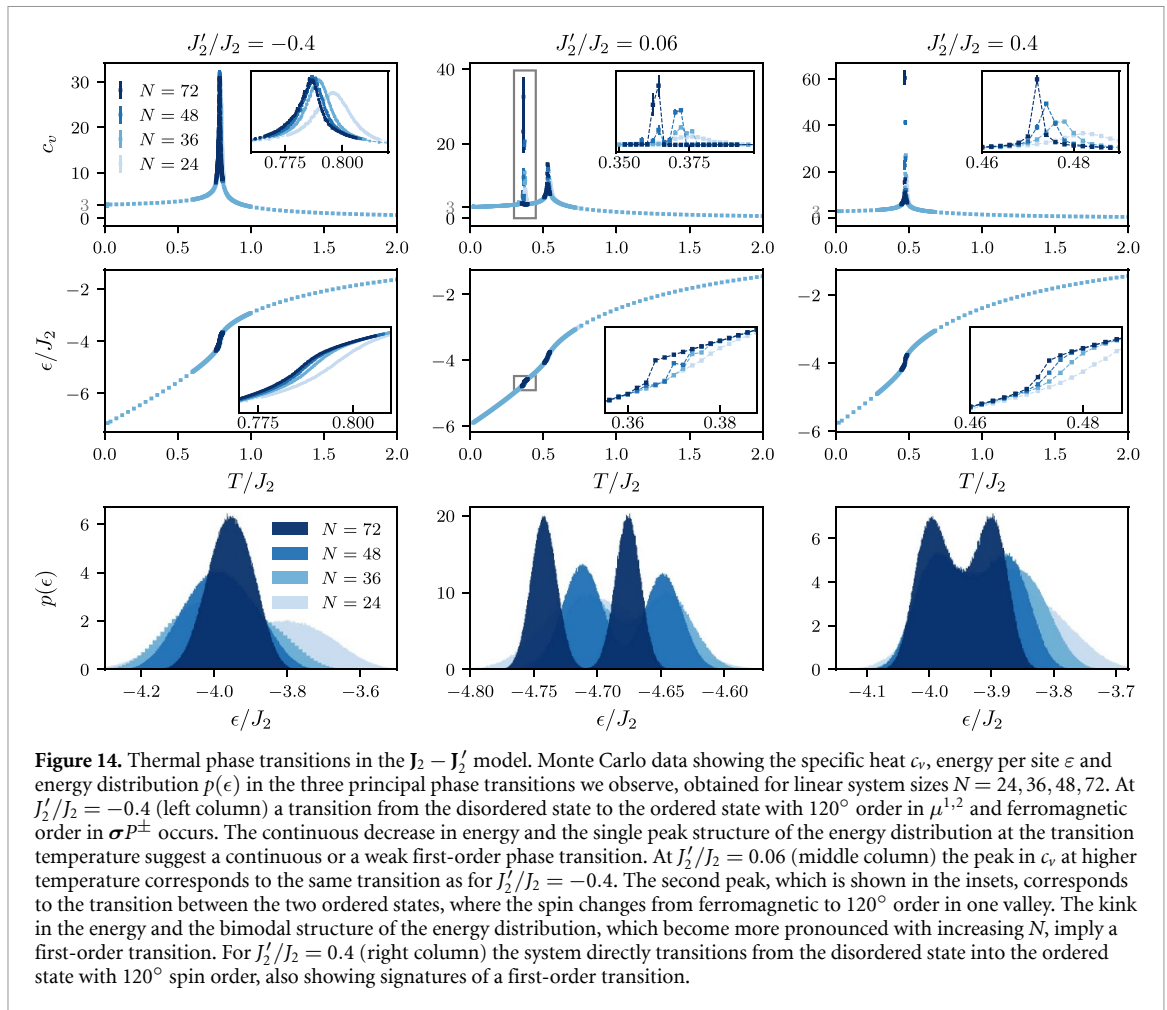 J₂′/J₂ = −0.4
J₂′/J₂ = 0.06
J₂′/J₂ = 0.4
c_v
30
20
10
3
0
N = 72
N = 48
N = 36
N = 24
0.775 0.800
0.0 0.5 1.0 1.5 2.0
40
20
3
0
0.350 0.375
0.0 0.5 1.0 1.5 2.0
60
40
20
3
0.46 0.48
0.0 0.5 1.0 1.5 2.0
ϵ/J₂
−2
−4
−6
0.775 0.800
0.0 0.5 1.0 1.5 2.0
T/J₂
−2
−4
−6
0.36 0.38
0.0 0.5 1.0 1.5 2.0
T/J₂
−2
−4
−6
0.46 0.48
0.0 0.5 1.0 1.5 2.0
T/J₂
p(ϵ)
6
4
2
0
N = 72
N = 48
N = 36
N = 24
−4.2 −4.0 −3.8 −3.6
ϵ/J₂
20
10
0
−4.80 −4.75 −4.70 −4.65 −4.60
ϵ/J₂
6
4
2
0
−4.1 −4.0 −3.9 −3.8 −3.7
ϵ/J₂
Figure 14. Thermal phase transitions in the J₂ − J₂′ model. Monte Carlo data showing the specific heat c_v, energy per site ε and
energy distribution p(ϵ) in the three principal phase transitions we observe, obtained for linear system sizes N = 24, 36, 48, 72. At
J₂′/J₂ = −0.4 (left column) a transition from the disordered state to the ordered state with 120° order in μ¹,² and ferromagnetic
order in σP± occurs. The continuous decrease in energy and the single peak structure of the energy distribution at the transition
temperature suggest a continuous or a weak first-order phase transition. At J₂′/J₂ = 0.06 (middle column) the peak in c_v at higher
temperature corresponds to the same transition as for J₂′/J₂ = −0.4. The second peak, which is shown in the insets, corresponds
to the transition between the two ordered states, where the spin changes from ferromagnetic to 120° order in one valley. The kink
in the energy and the bimodal structure of the energy distribution, which become more pronounced with increasing N, imply a
first-order transition. For J₂′/J₂ = 0.4 (right column) the system directly transitions from the disordered state into the ordered
state with 120° spin order, also showing signatures of a first-order transition.